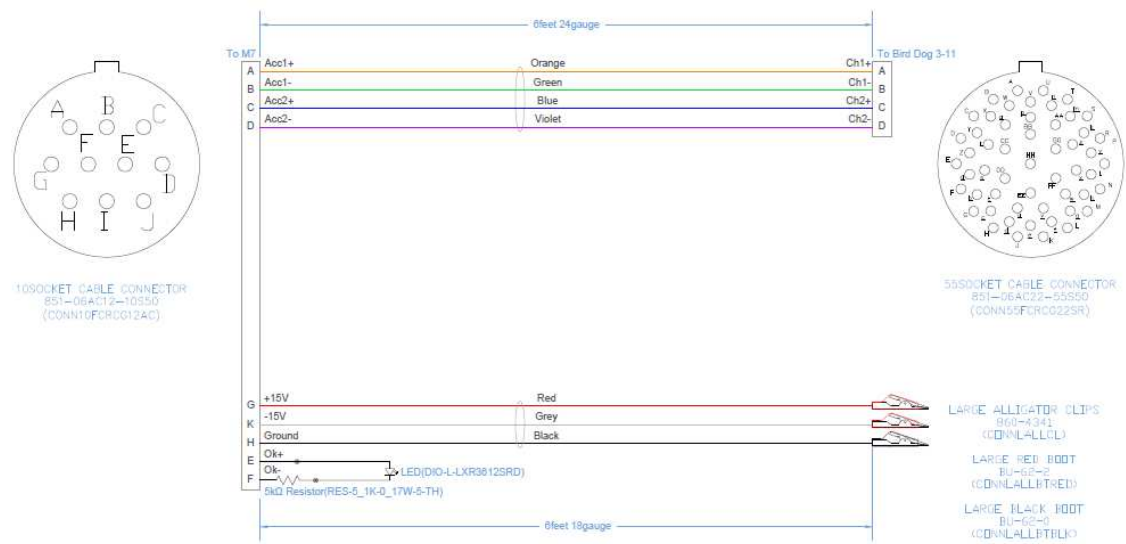 6feet 24gauge
To M7
To Bird Dog 3-11
A Acc1+ Orange Ch1+ A
B Acc1- Green Ch1- B
C Acc2+ Blue Ch2+ C
D Acc2- Violet Ch2- D
A B C
F E
G D
H I J
HH
10SOCKET CABLE CONNECTOR
851-06AC12-10S50
(CONN10FCRCG12AC)
55SOCKET CABLE CONNECTOR
851-06AC22-55S50
(CONN55FCRCG22SR)
G +15V Red
K -15V Grey
H Ground Black
E Ok+
F Ok-
LED(DIO-L-LXR3612SRD)
5kΩ Resistor(RES-5_1K-0_17W-5-TH)
LARGE ALLIGATOR CLIPS
860-4341
(CONNLALLCL)
LARGE RED BOOT
BU-62-2
(CONNLALLBTRED)
LARGE BLACK BOOT
BU-62-0
(CONNLALLBTBLK)
6feet 18gauge